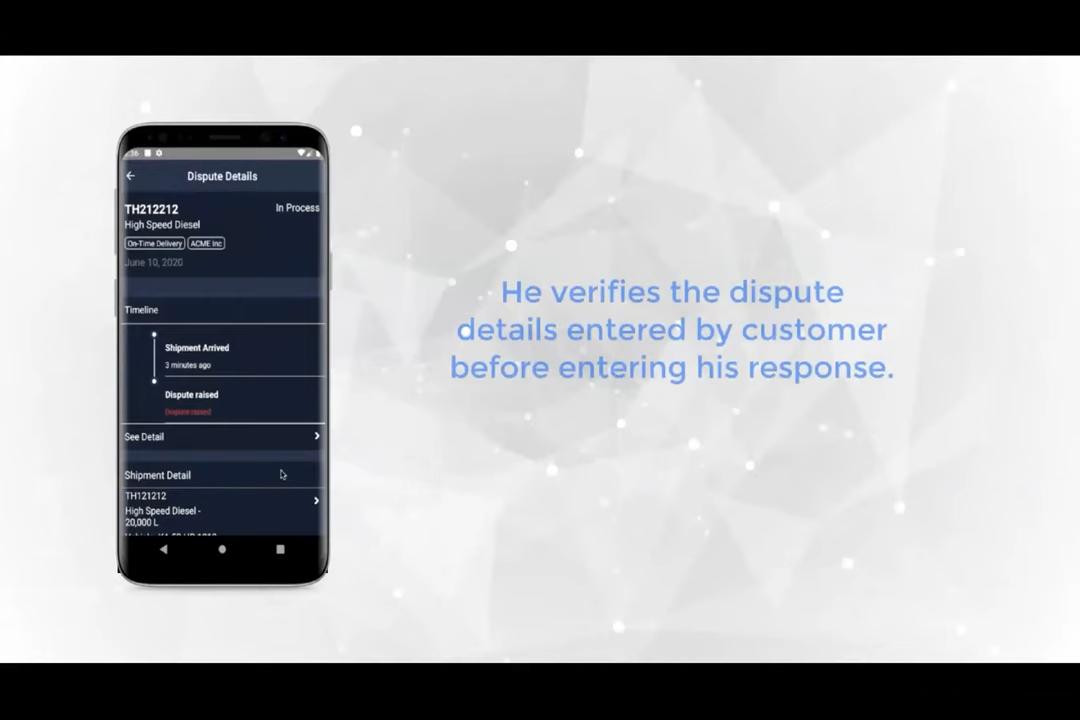 Dispute Details
TH212212
In Process
High Speed Diesel
On-Time Delivery
ACME Inc
June 10, 2020
Timeline
Shipment Arrived
3 minutes ago
Dispute raised
Dispute raised
See Detail
Shipment Detail
TH121212
High Speed Diesel -
20,000 L
He verifies the dispute
details entered by customer
before entering his response.